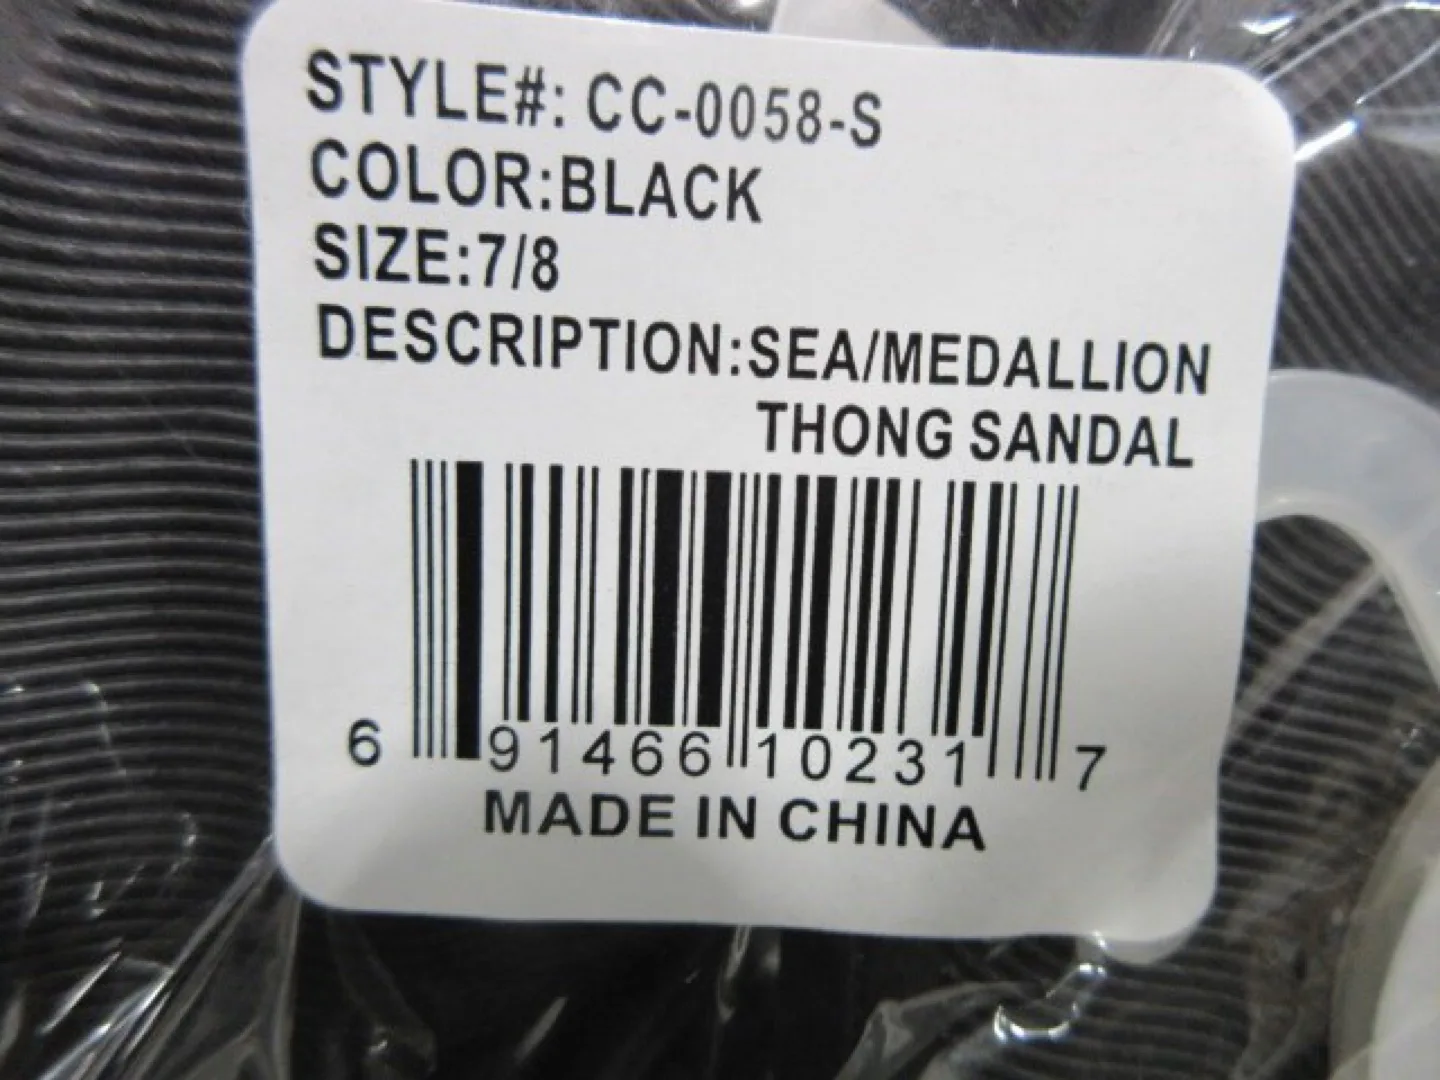 STYLE#: CC-0058-S
COLOR:BLACK
SIZE:7/8
DESCRIPTION:SEA/MEDALLION
THONG SANDAL
6 91466 10231 7
MADE IN CHINA